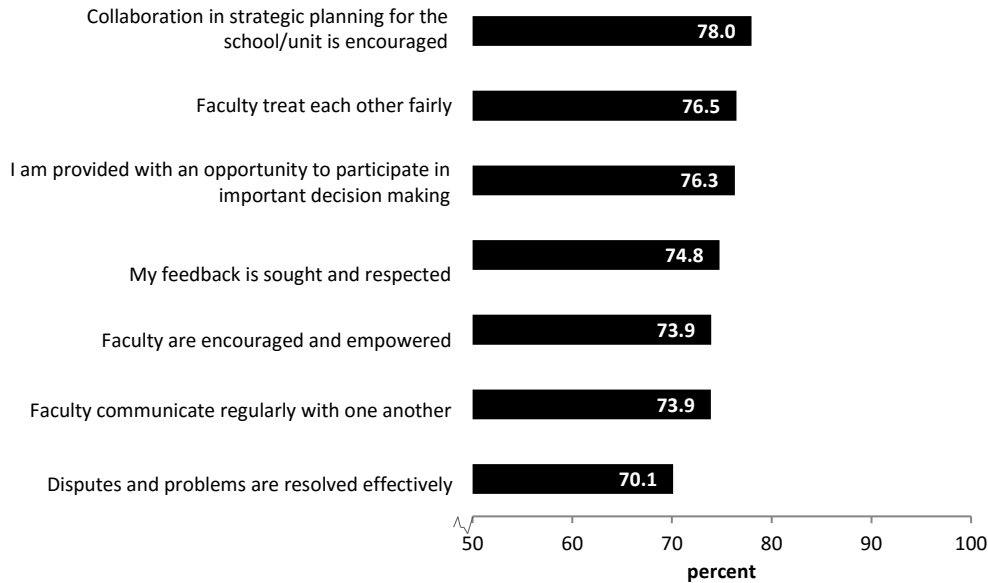 Collaboration in strategic planning for the
school/unit is encouraged
78.0
Faculty treat each other fairly
76.5
I am provided with an opportunity to participate in
important decision making
76.3
My feedback is sought and respected
74.8
Faculty are encouraged and empowered
73.9
Faculty communicate regularly with one another
73.9
Disputes and problems are resolved effectively
70.1
50 60 70 80 90 100
percent